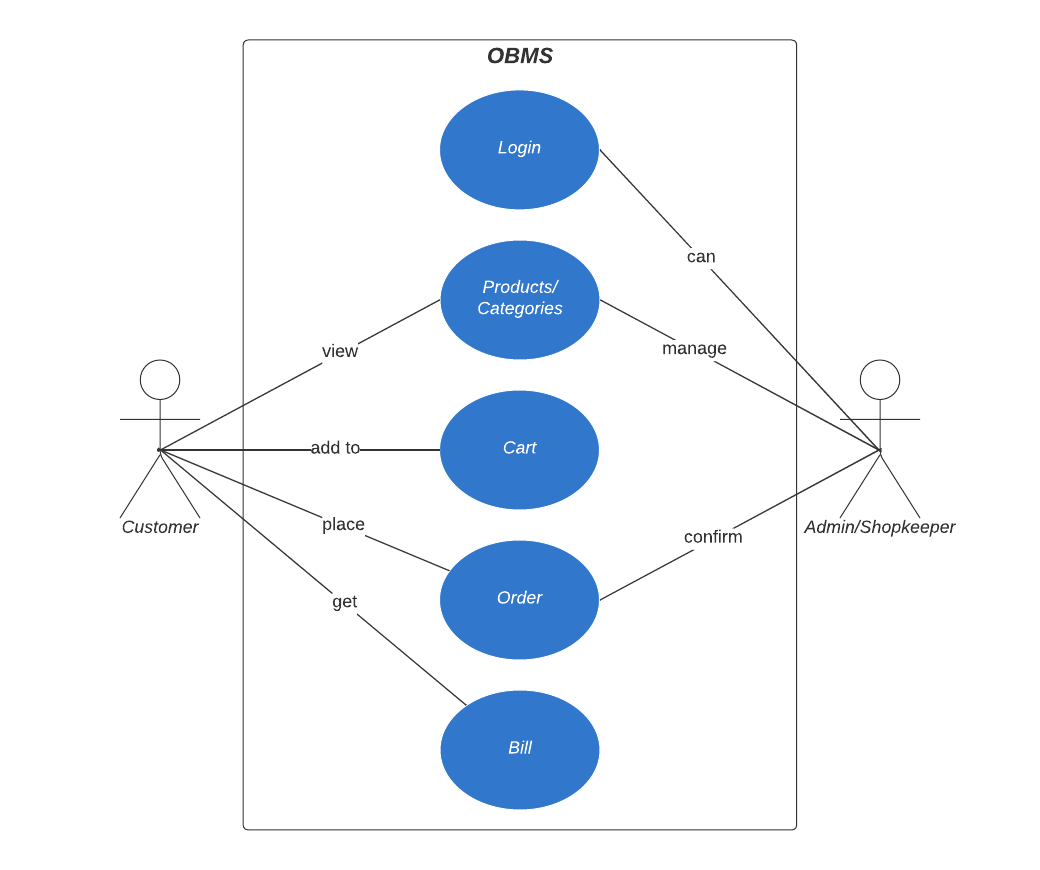 OBMS
Login
can
Products/
Categories
view
manage
add to
Cart
place
Customer
Admin/Shopkeeper
confirm
Order
get
Bill